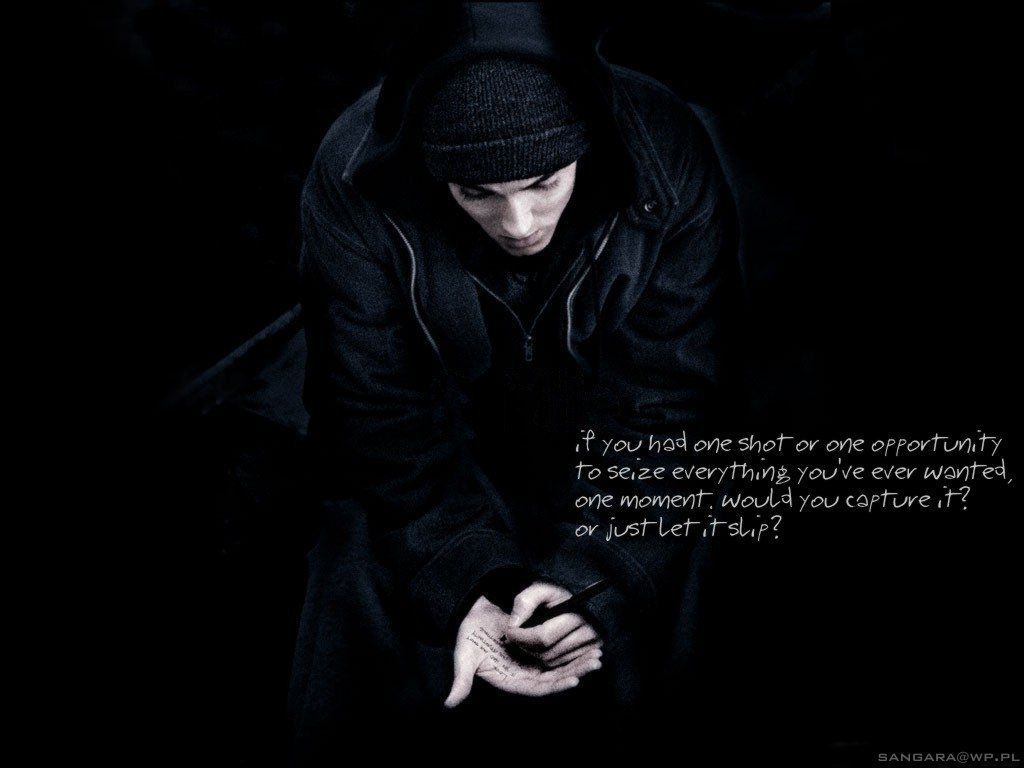 if you had one shot or one opportunity
to seize everything you've ever wanted,
one moment. would you capture it?
or just let it slip?
SANGARA@WP.PL